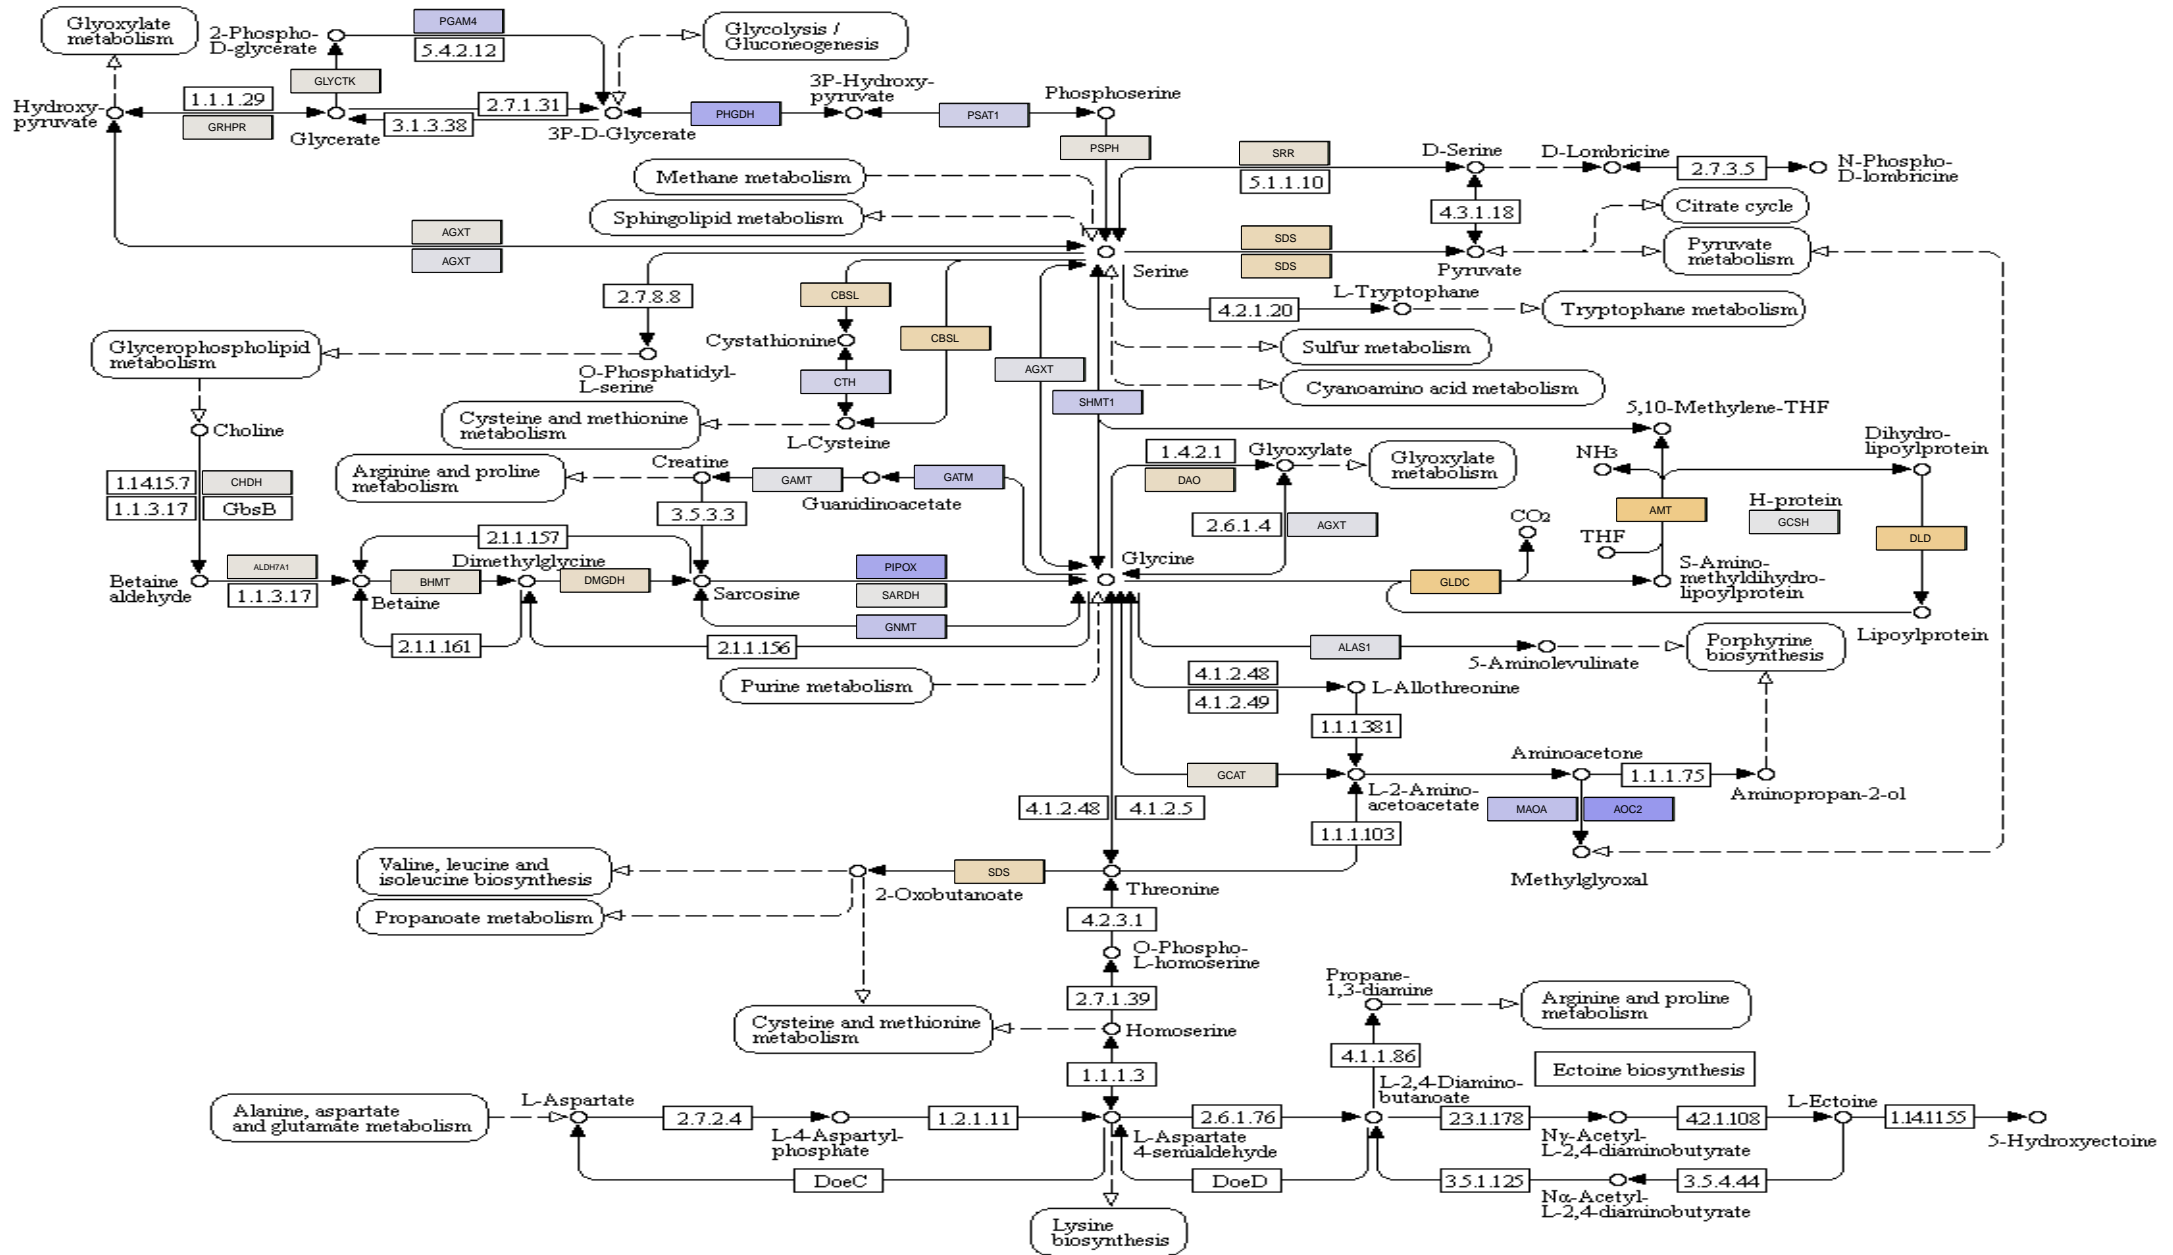 Glyoxylate
metabolism
2-Phospho-
D-glycerate
PGAM4
5.4.2.12
Glycolysis /
Gluconeogenesis
GLYCTK
Hydroxy-
pyruvate
1.1.1.29
GRHPR
Glycerate
2.7.1.31
3.1.3.38
3P-D-Glycerate
PHGDH
3P-Hydroxy-
pyruvate
PSAT1
Phosphoserine
PSPH
SRR
5.1.1.10
D-Serine
D-Lombricine
2.7.3.5
N-Phospho-
D-lombricine
Methane metabolism
Sphingolipid metabolism
4.3.1.18
Citrate cycle
AGXT
AGXT
SDS
SDS
Serine
Pyruvate
Pyruvate
metabolism
2.7.8.8
CBSL
CBSL
4.2.1.20
L-Tryptophane
Tryptophane metabolism
Glycerophospholipid
metabolism
Cystathionine
O-Phosphatidyl-
L-serine
CTH
AGXT
SHMT1
Sulfur metabolism
Cyanoamino acid metabolism
Choline
Cysteine and methionine
metabolism
L-Cysteine
5,10-Methylene-THF
1.14.15.7
CHDH
1.1.3.17
GbsB
Arginine and proline
metabolism
Creatine
GAMT
Guanidinoacetate
GATM
1.4.2.1
DAO
Glyoxylate
Glyoxylate
metabolism
NH3
Dihydro-
lipoylprotein
3.5.3.3
2.6.1.4
AGXT
AMT
H-protein
GCSH
CO2
THF
DLD
2.1.1.157
Dimethylglycine
Glycine
Betaine
aldehyde
ALDH7A1
1.1.3.17
Betaine
BHMT
DMGDH
Sarcosine
PIPOX
SARDH
GNMT
GLDC
S-Amino-
methyldihydro-
lipoylprotein
Lipoylprotein
2.1.1.161
2.1.1.156
ALAS1
5-Aminolevulinate
Porphyrine
biosynthesis
Purine metabolism
4.1.2.48
4.1.2.49
L-Allothreonine
1.1.1.381
GCAT
L-2-Amino-
acetoacetate
Aminoacetone
1.1.1.75
Aminopropan-2-ol
4.1.2.48
4.1.2.5
MAOA
AOC2
1.1.1.103
Methylglyoxal
Valine, leucine and
isoleucine biosynthesis
2-Oxobutanoate
SDS
Threonine
Propanoate metabolism
4.2.3.1
O-Phospho-
L-homoserine
2.7.1.39
Propane-
1,3-diamine
Arginine and proline
metabolism
Cysteine and methionine
metabolism
Homoserine
4.1.1.86
Ectoine biosynthesis
1.1.1.3
Alanine, aspartate
and glutamate metabolism
L-Aspartate
2.7.2.4
L-4-Aspartyl-
phosphate
1.2.1.11
L-Aspartate
4-semialdehyde
2.6.1.76
L-2,4-Diamino-
butanoate
2.3.1.178
Nγ-Acetyl-
L-2,4-diaminobutyrate
4.2.1.108
L-Ectoine
1.14.11.55
5-Hydroxyectoine
DoeC
DoeD
3.5.1.125
3.5.4.44
Nα-Acetyl-
L-2,4-diaminobutyrate
Lysine
biosynthesis